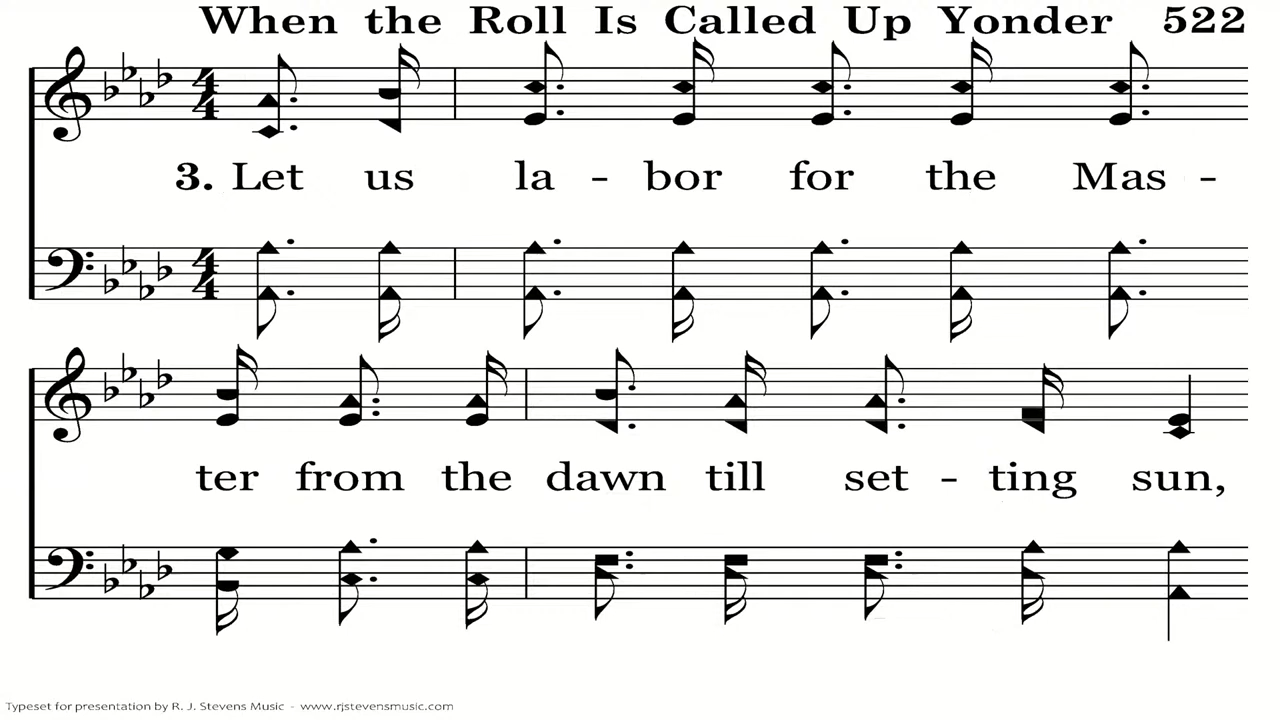 When the Roll Is Called Up Yonder 522
3. Let us la - bor for the Mas -
ter from the dawn till set - ting sun,
Typeset for presentation by R. J. Stevens Music - www.rjstevensmusic.com